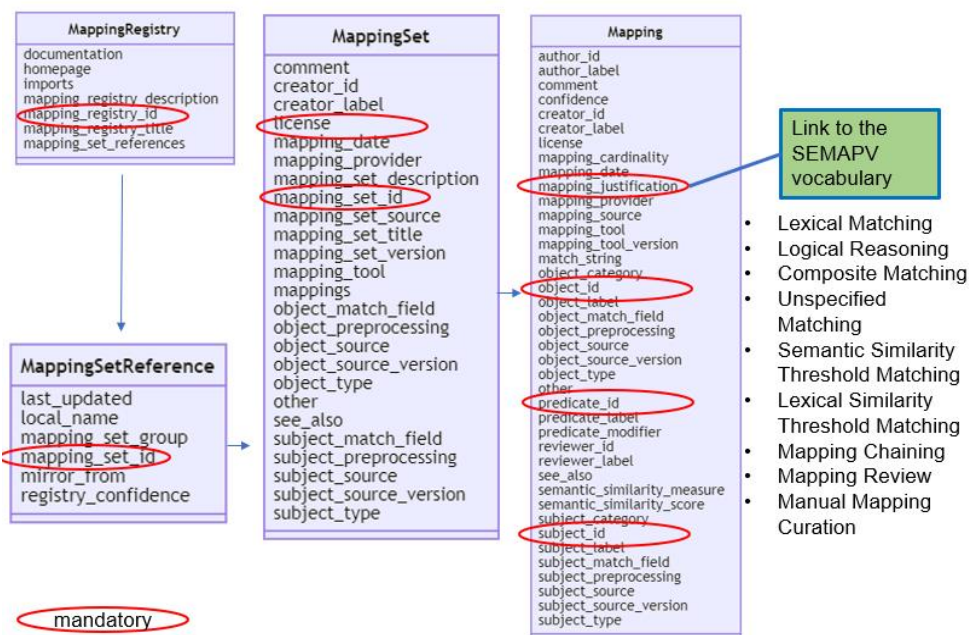 MappingRegistry
documentation
homepage
imports
mapping_registry_description
mapping_registry_id
mapping_registry_title
mapping_set_references
MappingSetReference
last_updated
local_name
mapping_set_group
mapping_set_id
mirror_from
registry_confidence
mandatory
MappingSet
comment
creator_id
creator_label
license
mapping_date
mapping_provider
mapping_set_description
mapping_set_id
mapping_set_source
mapping_set_title
mapping_set_version
mapping_tool
mappings
object_match_field
object_preprocessing
object_source
object_source_version
object_type
other
see_also
subject_match_field
subject_preprocessing
subject_source
subject_source_version
subject_type
Mapping
author_id
author_label
comment
confidence
creator_id
creator_label
license
mapping_cardinality
mapping_date
mapping_justification
mapping_provider
mapping_source
mapping_tool
mapping_tool_version
match_string
object_category
object_id
object_label
object_match_field
object_preprocessing
object_source
object_source_version
object_type
other
predicate_id
predicate_label
predicate_modifier
reviewer_id
reviewer_label
see_also
semantic_similarity_measure
semantic_similarity_score
subject_category
subject_id
subject_label
subject_match_field
subject_preprocessing
subject_source
subject_source_version
subject_type
Link to the
SEMAPV
vocabulary
• Lexical Matching
• Logical Reasoning
• Composite Matching
• Unspecified
Matching
• Semantic Similarity
Threshold Matching
• Lexical Similarity
Threshold Matching
• Mapping Chaining
• Mapping Review
• Manual Mapping
Curation